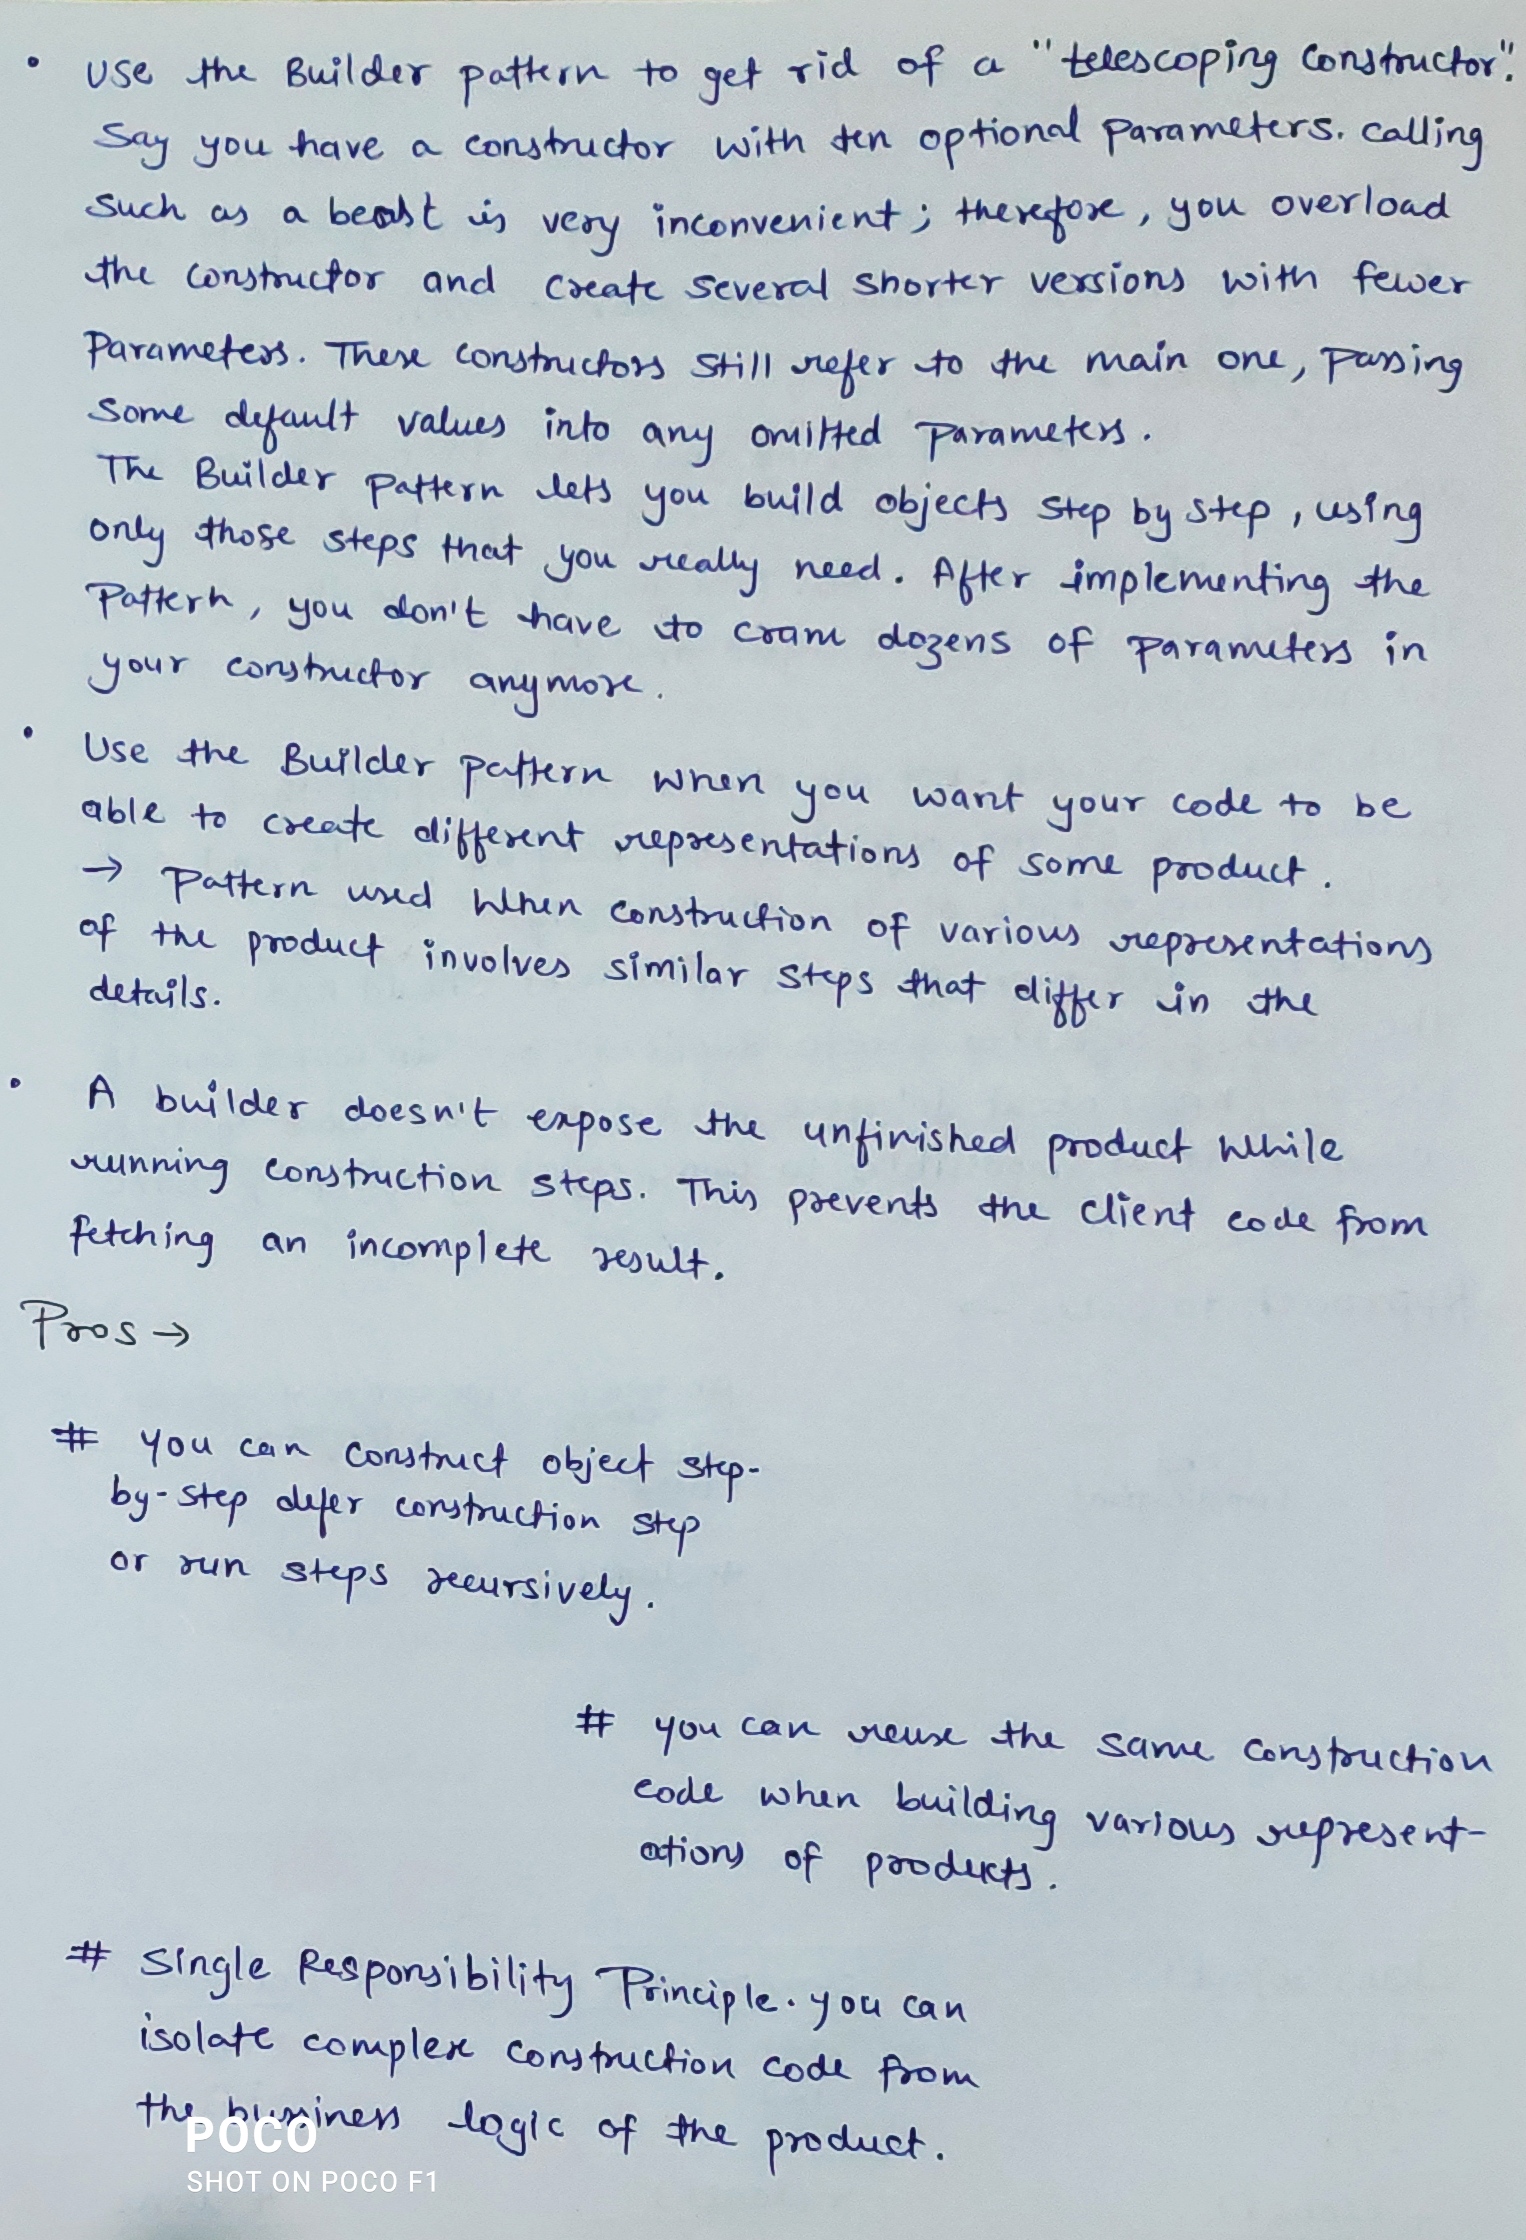 • Use the Builder pattern to get rid of a "telescoping constructor".
Say you have a constructor with ten optional parameters. Calling
such as a beast is very inconvenient; therefore, you overload
the constructor and create several shorter versions with fewer
Parameters. These constructors still refer to the main one, passing
some default values into any omitted parameters.
The Builder pattern lets you build objects step by step, using
only those steps that you really need. After implementing the
Pattern, you don't have to cram dozens of parameters in
your constructor anymore.
• Use the Builder pattern when you want your code to be
able to create different representations of some product.
→ Pattern used when construction of various representations
of the product involves similar steps that differ in the
details.
• A builder doesn't expose the unfinished product while
running construction steps. This prevents the client code from
fetching an incomplete result.
Pros →
# you can construct object step-
by-step defer construction step
or run steps recursively.
# you can reuse the same construction
code when building various represent-
ations of products.
# Single Responsibility Principle. you can
isolate complex construction code from
the bussiness logic of the product.
POCO
SHOT ON POCO F1